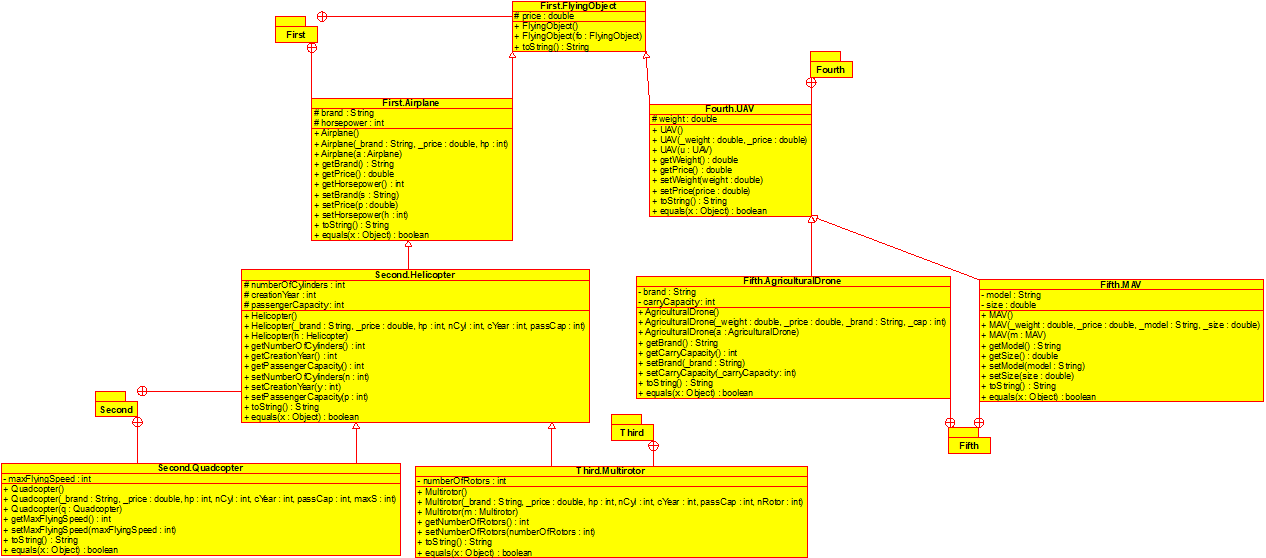 First.FlyingObject
# price : double
+ FlyingObject()
+ FlyingObject(fo : FlyingObject)
+ toString() : String
First
Fourth
First.Airplane
# brand : String
# horsepower : int
+ Airplane()
+ Airplane(_brand : String, _price : double, hp : int)
+ Airplane(a : Airplane)
+ getBrand() : String
+ getPrice() : double
+ getHorsepower() : int
+ setBrand(s : String)
+ setPrice(p : double)
+ setHorsepower(h : int)
+ toString() : String
+ equals(x : Object) : boolean
Fourth.UAV
# weight : double
+ UAV()
+ UAV(_weight : double, _price : double)
+ UAV(u : UAV)
+ getWeight() : double
+ getPrice() : double
+ setWeight(weight : double)
+ setPrice(price : double)
+ toString() : String
+ equals(x : Object) : boolean
Second.Helicopter
# numberOfCylinders : int
# creationYear : int
# passengerCapacity : int
+ Helicopter()
+ Helicopter(_brand : String, _price : double, hp : int, nCyl : int, cYear : int, passCap : int)
+ Helicopter(h : Helicopter)
+ getNumberOfCylinders() : int
+ getCreationYear() : int
+ getPassengerCapacity() : int
+ setNumberOfCylinders(n : int)
+ setCreationYear(y : int)
+ setPassengerCapacity(p : int)
+ toString() : String
+ equals(x : Object) : boolean
Fifth.AgriculturalDrone
- brand : String
- carryCapacity : int
+ AgriculturalDrone()
+ AgriculturalDrone(_weight : double, _price : double, _brand : String, _cap : int)
+ AgriculturalDrone(a : AgriculturalDrone)
+ getBrand() : String
+ getCarryCapacity() : int
+ setBrand(_brand : String)
+ setCarryCapacity(_carryCapacity : int)
+ toString() : String
+ equals(x : Object) : boolean
Fifth.MAV
- model : String
- size : double
+ MAV()
+ MAV(_weight : double, _price : double, _model : String, _size : double)
+ MAV(m : MAV)
+ getModel() : String
+ getSize() : double
+ setModel(model : String)
+ setSize(size : double)
+ toString() : String
+ equals(x : Object) : boolean
Second
Third
Fifth
Second.Quadcopter
- maxFlyingSpeed : int
+ Quadcopter()
+ Quadcopter(_brand : String, _price : double, hp : int, nCyl : int, cYear : int, passCap : int, maxS : int)
+ Quadcopter(q : Quadcopter)
+ getMaxFlyingSpeed() : int
+ setMaxFlyingSpeed(maxFlyingSpeed : int)
+ toString() : String
+ equals(x : Object) : boolean
Third.Multirotor
- numberOfRotors : int
+ Multirotor()
+ Multirotor(_brand : String, _price : double, hp : int, nCyl : int, cYear : int, passCap : int, nRotor : int)
+ Multirotor(m : Multirotor)
+ getNumberOfRotors() : int
+ setNumberOfRotors(numberOfRotors : int)
+ toString() : String
+ equals(x : Object) : boolean